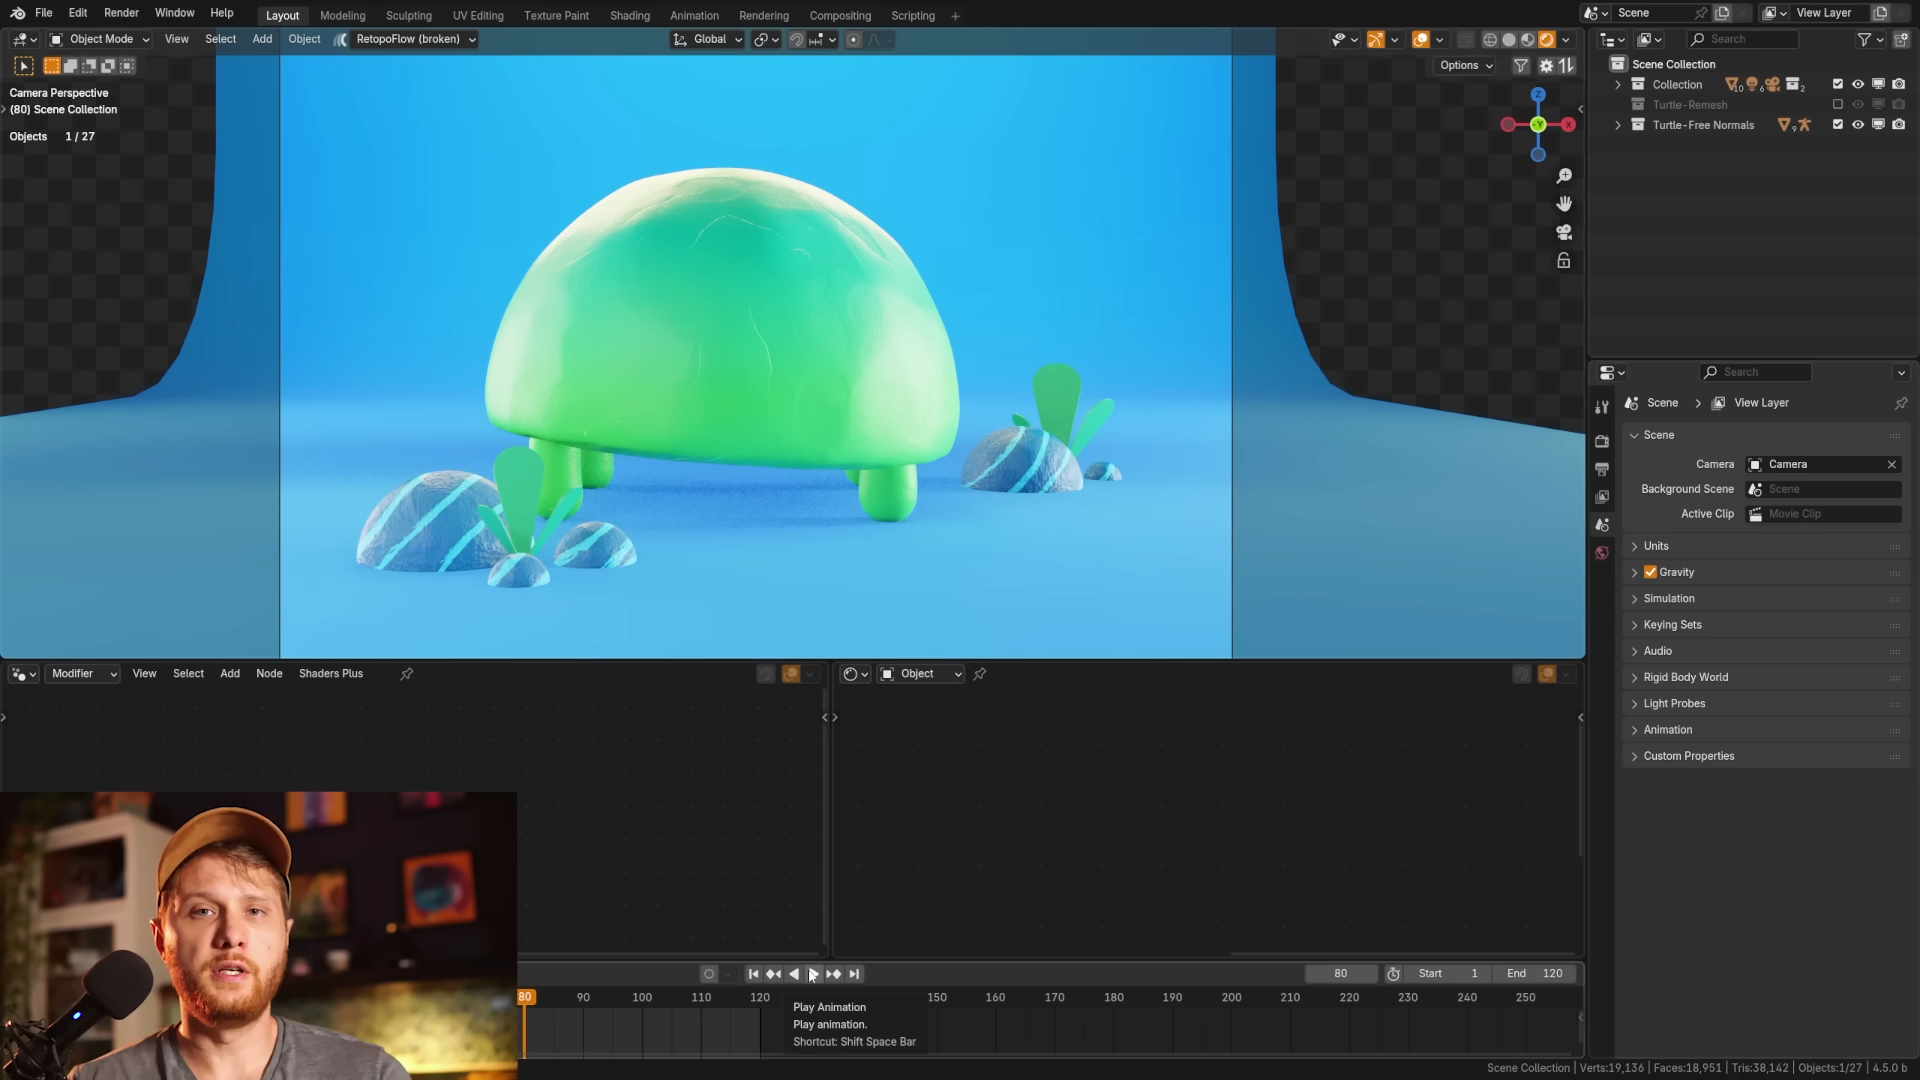 File Edit Render Window Help Layout Modeling Sculpting UV Editing Texture Paint Shading Animation Rendering Compositing Scripting + Scene View Layer
Object Mode View Select Add Object RetopoFlow (broken) Global Search
Options
Camera Perspective
(80) Scene Collection
Objects 1 / 27
Z
Y
X
Scene Collection
Collection 10 6 2
Turtle-Remesh
Turtle-Free Normals 9
Search
Scene > View Layer
Scene
Camera Camera
Background Scene Scene
Active Clip Movie Clip
Units
Gravity
Simulation
Keying Sets
Audio
Rigid Body World
Light Probes
Animation
Custom Properties
Modifier View Select Add Node Shaders Plus
Object
80 Start 1 End 120
80 90 100 110 120 150 160 170 180 190 200 210 220 230 240 250
Play Animation
Play animation.
Shortcut: Shift Space Bar
Scene Collection | Verts:19,136 | Faces:18,951 | Tris:38,142 | Objects:1/27 | 4.5.0 b